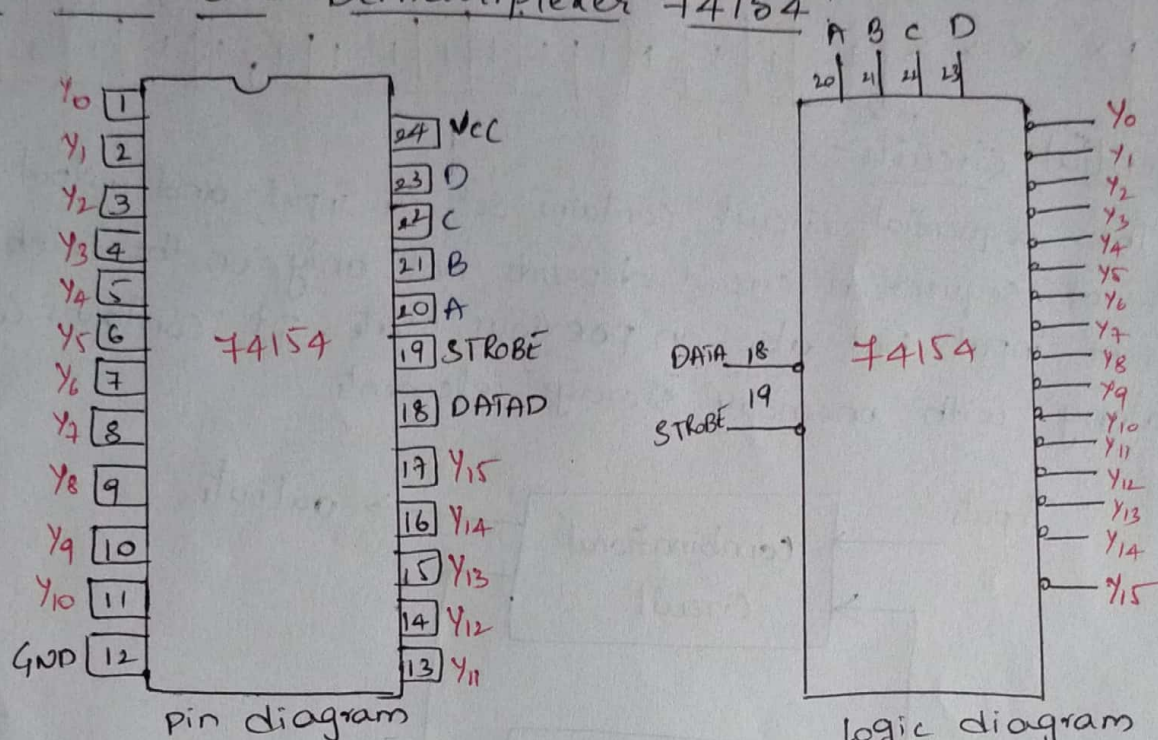 Demultiplexer 74154
Y0 1
Y1 2
Y2 3
Y3 4
Y4 5
Y5 6
Y6 7
Y7 8
Y8 9
Y9 10
Y10 11
GND 12
74154
24 VCC
23 D
22 C
21 B
20 A
19 STROBE
18 DATAD
17 Y15
16 Y14
15 Y13
14 Y12
13 Y11
pin diagram
A B C D
20 21 22 23
DATA 18
19
STROBE
74154
Y0
Y1
Y2
Y3
Y4
Y5
Y6
Y7
Y8
Y9
Y10
Y11
Y12
Y13
Y14
Y15
logic diagram